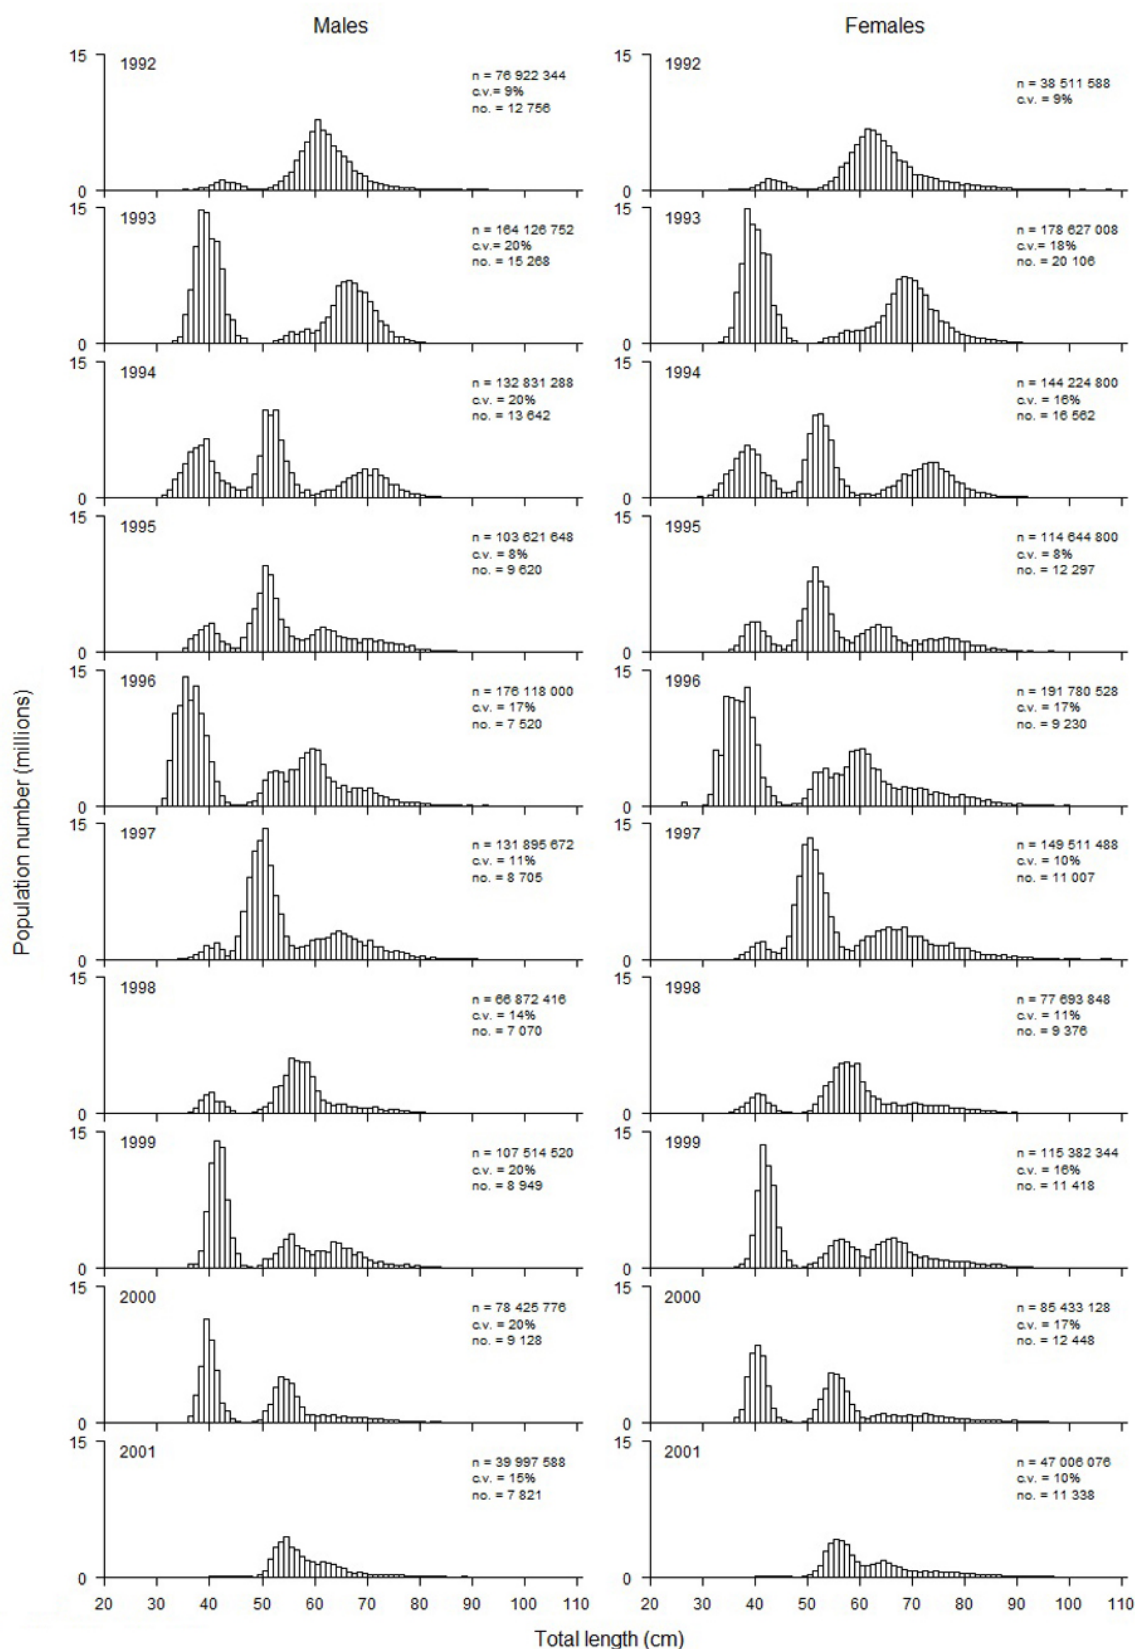 Males
Females
Population number (millions)
15
1992
n = 76 922 344
c.v.= 9%
no. = 12 756
0
15
1992
n = 38 511 588
c.v. = 9%
0
15
1993
n = 164 126 752
c.v.= 20%
no. = 15 268
0
15
1993
n = 178 627 008
c.v.= 18%
no. = 20 106
0
15
1994
n = 132 831 288
c.v. = 20%
no. = 13 642
0
15
1994
n = 144 224 800
c.v. = 16%
no. = 16 562
0
15
1995
n = 103 621 648
c.v. = 8%
no. = 9 620
0
15
1995
n = 114 644 800
c.v. = 8%
no. = 12 297
0
15
1996
n = 176 118 000
c.v. = 17%
no. = 7 520
0
15
1996
n = 191 780 528
c.v. = 17%
no. = 9 230
0
15
1997
n = 131 895 672
c.v. = 11%
no. = 8 705
0
15
1997
n = 149 511 488
c.v. = 10%
no. = 11 007
0
15
1998
n = 66 872 416
c.v. = 14%
no. = 7 070
0
15
1998
n = 77 693 848
c.v. = 11%
no. = 9 376
0
15
1999
n = 107 514 520
c.v. = 20%
no. = 8 949
0
15
1999
n = 115 382 344
c.v. = 16%
no. = 11 418
0
15
2000
n = 78 425 776
c.v. = 20%
no. = 9 128
0
15
2000
n = 85 433 128
c.v. = 17%
no. = 12 448
0
15
2001
n = 39 997 588
c.v. = 15%
no. = 7 821
0
15
2001
n = 47 006 076
c.v. = 10%
no. = 11 338
0
20 30 40 50 60 70 80 90 100 110
20 30 40 50 60 70 80 90 100 110
Total length (cm)